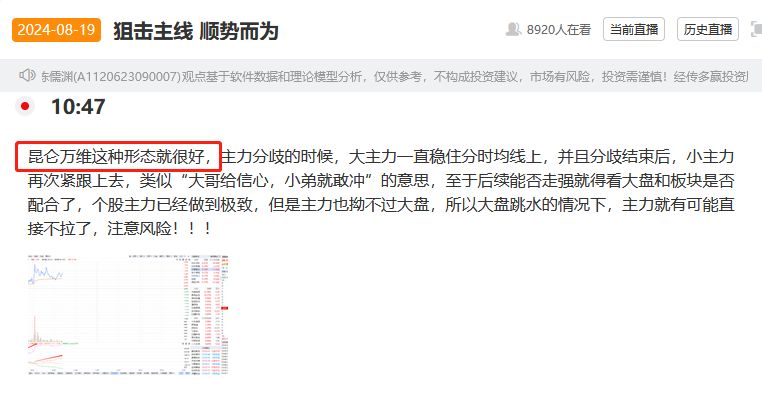 2024-08-19 狙击主线 顺势而为 8920人在看 当前直播 历史直播
陈儒渊(A1120623090007)观点基于软件数据和理论模型分析，仅供参考，不构成投资建议，市场有风险，投资需谨慎！经传多赢投资
10:47
昆仑万维这种形态就很好，主力分歧的时候，大主力一直稳住分时均线上，并且分歧结束后，小主力
再次紧跟上去，类似“大哥给信心，小弟就敢冲”的意思，至于后续能否走强就得看大盘和板块是否
配合了，个股主力已经做到极致，但是主力也拗不过大盘，所以大盘跳水的情况下，主力就有可能直
接不拉了，注意风险！！！